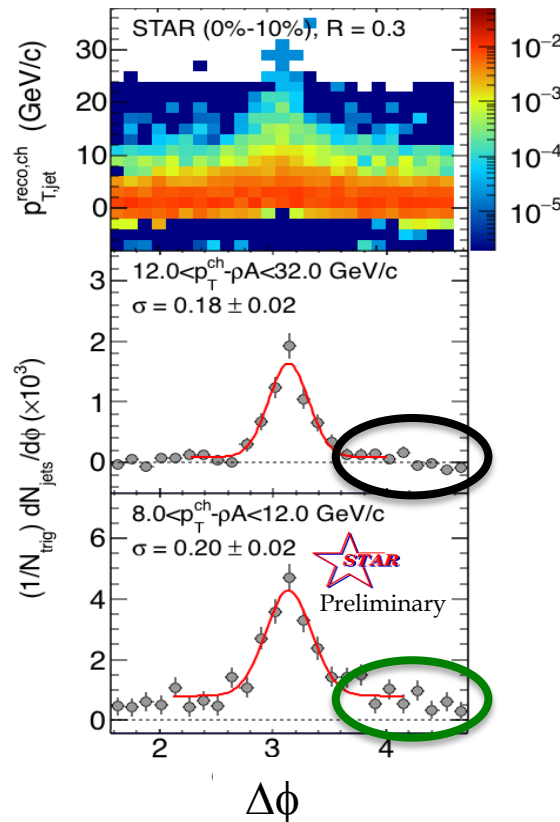 STAR (0%-10%), R = 0.3
p_{T,jet}^{reco,ch} (GeV/c)
30
20
10
0
10^{-2}
10^{-3}
10^{-4}
10^{-5}
12.0<p_T^{ch}-ρA<32.0 GeV/c
σ = 0.18 ± 0.02
3
2
1
0
(1/N_{trig}) dN_{jets}/dϕ (×10^3)
8.0<p_T^{ch}-ρA<12.0 GeV/c
σ = 0.20 ± 0.02
STAR
Preliminary
6
4
2
0
2 3 4
Δϕ